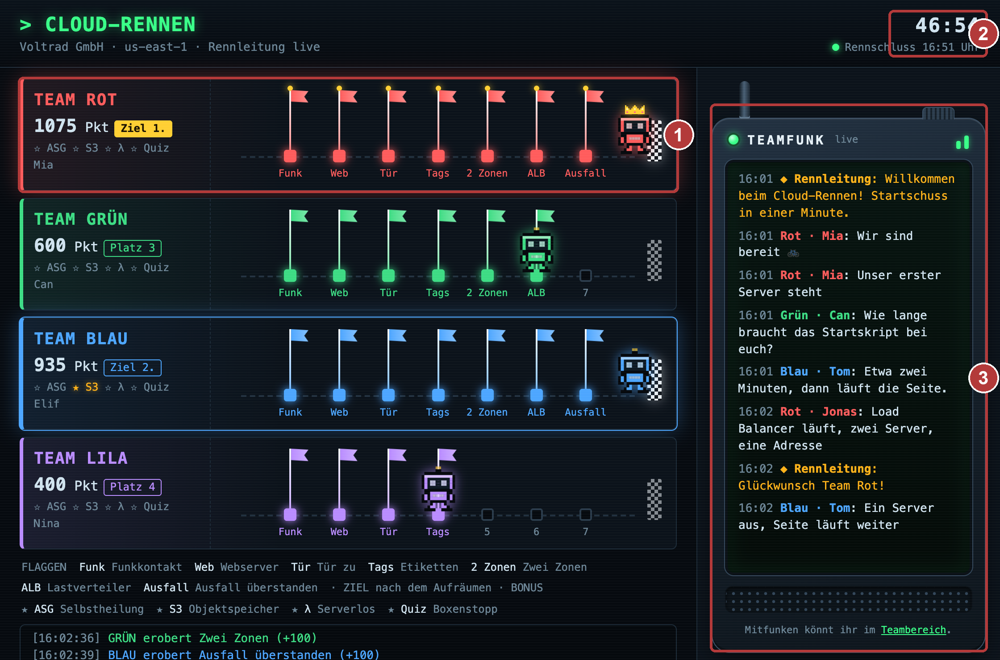 > CLOUD-RENNEN
Voltrad GmbH · us-east-1 · Rennleitung live
46:54
Rennschluss 16:51 Uhr
2
TEAM ROT
1075 Pkt Ziel 1.
☆ ASG ☆ S3 ☆ λ ☆ Quiz
Mia
Funk Web Tür Tags 2 Zonen ALB Ausfall
1
TEAM GRÜN
600 Pkt Platz 3
☆ ASG ☆ S3 ☆ λ ☆ Quiz
Can
Funk Web Tür Tags 2 Zonen ALB 7
TEAM BLAU
935 Pkt Ziel 2.
☆ ASG ★ S3 ☆ λ ☆ Quiz
Elif
Funk Web Tür Tags 2 Zonen ALB Ausfall
TEAM LILA
400 Pkt Platz 4
☆ ASG ☆ S3 ☆ λ ☆ Quiz
Nina
Funk Web Tür Tags 5 6 7
FLAGGEN Funk Funkkontakt Web Webserver Tür Tür zu Tags Etiketten 2 Zonen Zwei Zonen
ALB Lastverteiler Ausfall Ausfall überstanden · ZIEL nach dem Aufräumen · BONUS
★ ASG Selbstheilung ★ S3 Objektspeicher ★ λ Serverlos ★ Quiz Boxenstopp
[16:02:36] GRÜN erobert Zwei Zonen (+100)
[16:02:39] BLAU erobert Ausfall überstanden (+100)
TEAMFUNK live
16:01 ◆ Rennleitung: Willkommen
beim Cloud-Rennen! Startschuss
in einer Minute.
16:01 Rot · Mia: Wir sind
bereit 🚲
16:01 Rot · Mia: Unser erster
Server steht
16:01 Grün · Can: Wie lange
braucht das Startskript bei
euch?
16:01 Blau · Tom: Etwa zwei
Minuten, dann läuft die Seite.
3
16:02 Rot · Jonas: Load
Balancer läuft, zwei Server,
eine Adresse
16:02 ◆ Rennleitung:
Glückwunsch Team Rot!
16:02 Blau · Tom: Ein Server
aus, Seite läuft weiter
Mitfunken könnt ihr im Teambereich.